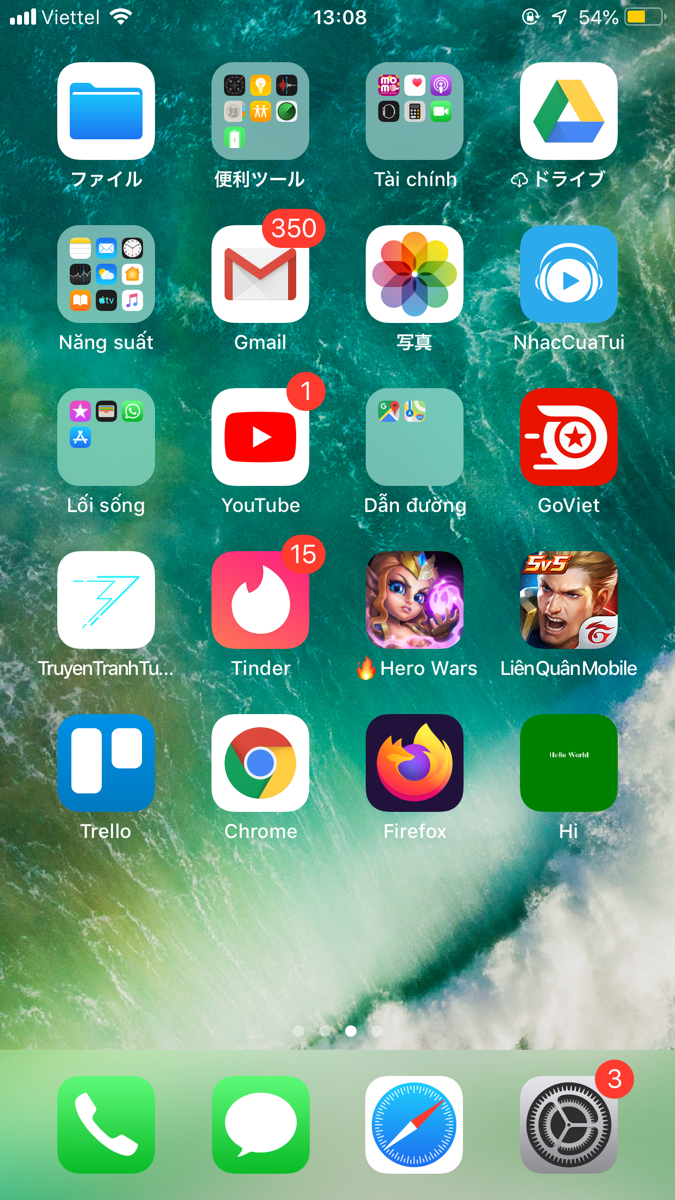 Viettel
13:08
54%
ファイル
便利ツール
Tài chính
ドライブ
350
Năng suất
Gmail
写真
NhacCuaTui
1
Lối sống
YouTube
Dẫn đường
GoViet
15
5v5
TruyenTranhTu...
Tinder
Hero Wars
LiênQuânMobile
Hello World
Trello
Chrome
Firefox
Hi
3